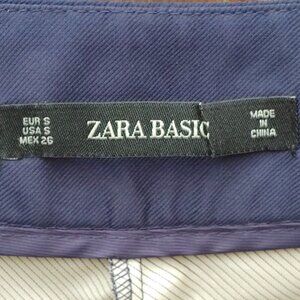 EUR S
USA S
MEX 26
ZARA BASIC
MADE
IN
CHINA